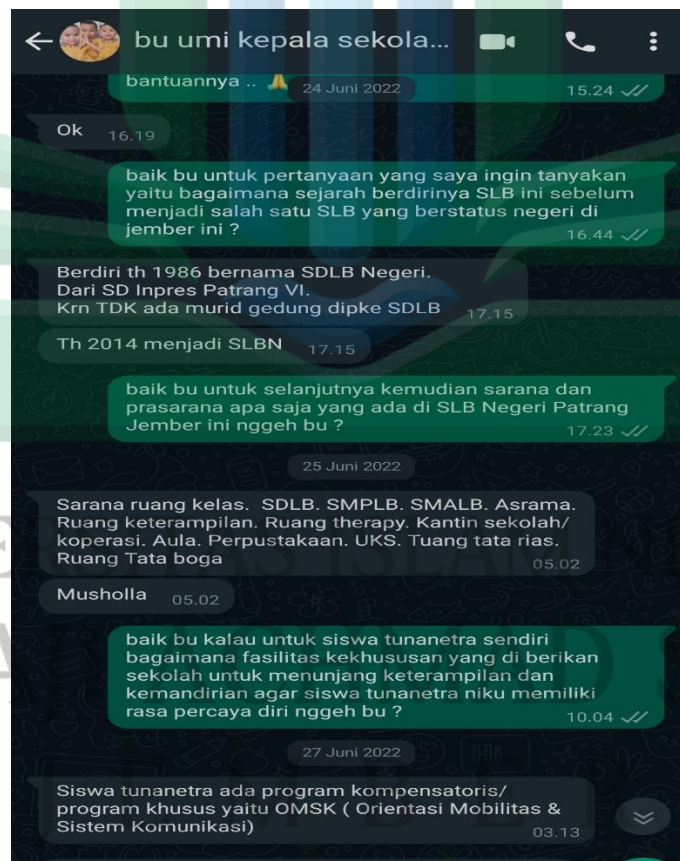 bu umi kepala sekola...
bantuannya .. 🙏
24 Juni 2022
15.24
Ok 16.19
baik bu untuk pertanyaan yang saya ingin tanyakan
yaitu bagaimana sejarah berdirinya SLB ini sebelum
menjadi salah satu SLB yang berstatus negeri di
jember ini ?
16.44
Berdiri th 1986 bernama SDLB Negeri.
Dari SD Inpres Patrang VI.
Krn TDK ada murid gedung dipke SDLB 17.15
Th 2014 menjadi SLBN 17.15
baik bu untuk selanjutnya kemudian sarana dan
prasarana apa saja yang ada di SLB Negeri Patrang
Jember ini nggeh bu ?
17.23
25 Juni 2022
Sarana ruang kelas. SDLB. SMPLB. SMALB. Asrama.
Ruang keterampilan. Ruang therapy. Kantin sekolah/
koperasi. Aula. Perpustakaan. UKS. Tuang tata rias.
Ruang Tata boga
05.02
Musholla 05.02
baik bu kalau untuk siswa tunanetra sendiri
bagaimana fasilitas kekhususan yang di berikan
sekolah untuk menunjang keterampilan dan
kemandirian agar siswa tunanetra niku memiliki
rasa percaya diri nggeh bu ?
10.04
27 Juni 2022
Siswa tunanetra ada program kompensatoris/
program khusus yaitu OMSK ( Orientasi Mobilitas &
Sistem Komunikasi)
03.13